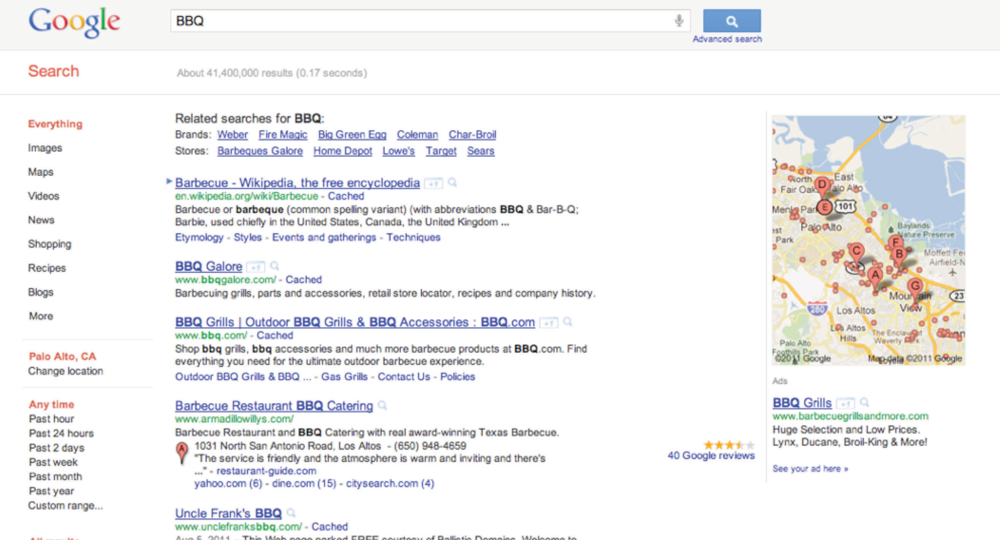 Google
BBQ
Advanced search
Search
About 41,400,000 results (0.17 seconds)
Everything
Images
Maps
Videos
News
Shopping
Recipes
Blogs
More
Palo Alto, CA
Change location
Any time
Past hour
Past 24 hours
Past 2 days
Past week
Past month
Past year
Custom range...
All results
Related searches for BBQ:
Brands: Weber Fire Magic Big Green Egg Coleman Char-Broil
Stores: Barbeques Galore Home Depot Lowe's Target Sears
Barbecue - Wikipedia, the free encyclopedia +1
en.wikipedia.org/wiki/Barbecue - Cached
Barbecue or barbeque (common spelling variant) (with abbreviations BBQ & Bar-B-Q;
Barbie, used chiefly in the United States, Canada, the United Kingdom ...
Etymology - Styles - Events and gatherings - Techniques
BBQ Galore +1
www.bbqgalore.com/ - Cached
Barbecuing grills, parts and accessories, retail store locator, recipes and company history.
BBQ Grills | Outdoor BBQ Grills & BBQ Accessories : BBQ.com +1
www.bbq.com/ - Cached
Shop bbq grills, bbq accessories and much more barbecue products at BBQ.com. Find
everything you need for the ultimate outdoor barbecue experience.
Outdoor BBQ Grills & BBQ ... - Gas Grills - Contact Us - Policies
Barbecue Restaurant BBQ Catering
www.armadillowillys.com/
Barbecue Restaurant and BBQ Catering with real award-winning Texas Barbecue.
A 1031 North San Antonio Road, Los Altos - (650) 948-4659
"The service is friendly and the atmosphere is warm and inviting and there's
..." - restaurant-guide.com
yahoo.com (6) - dine.com (15) - citysearch.com (4)
40 Google reviews
Uncle Frank's BBQ
www.unclefranksbbq.com/ - Cached
Aug 5, 2011 – This Web page parked FREE courtesy of Ballistic Domains. Welcome to
North
Fair Oaks
D
East
Palo Alto
E
101
Menlo Park
Palo Alto
Park
Baylands
Nature Preserve
F
C
B
Moffett
Airfield
A
G
Mountain
View
23
280
Los Altos
Los Altos
Hills
The Enclave at
Waverly Park
Palo Alto
Foothills Park
Loyola
©2011 Google
Map data ©2011 Google
Ads
BBQ Grills +1
www.barbecuegrillsandmore.com
Huge Selection and Low Prices.
Lynx, Ducane, Broil-King & More!
See your ad here »